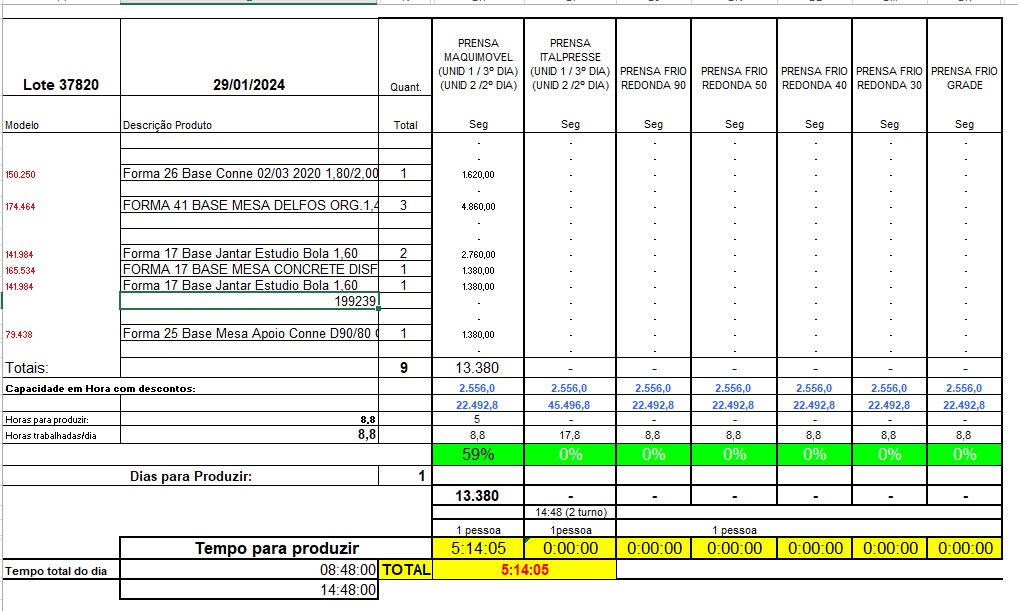 PRENSA MAQUIMOVEL (UNID 1 / 3º DIA) (UNID 2 /2º DIA)
PRENSA ITALPRESSE (UNID 1 / 3º DIA) (UNID 2 /2º DIA)
PRENSA FRIO REDONDA 90
PRENSA FRIO REDONDA 50
PRENSA FRIO REDONDA 40
PRENSA FRIO REDONDA 30
PRENSA FRIO GRADE
Lote 37820 29/01/2024 Quant.
Modelo Descrição Produto Total Seg Seg Seg Seg Seg Seg Seg
- - - - - - -
- - - - - - -
150.250 Forma 26 Base Conne 02/03 2020 1,80/2,00 1 1.620,00 - - - - - -
- - - - - - -
174.464 FORMA 41 BASE MESA DELFOS ORG.1,4 3 4.860,00 - - - - - -
- - - - - - -
- - - - - - -
141.984 Forma 17 Base Jantar Estudio Bola 1,60 2 2.760,00 - - - - - -
165.534 FORMA 17 BASE MESA CONCRETE DISF 1 1.380,00 - - - - - -
141.984 Forma 17 Base Jantar Estudio Bola 1,60 1 1.380,00 - - - - - -
199239 - - - - - - -
- - - - - - -
79.438 Forma 25 Base Mesa Apoio Conne D90/80 1 1.380,00 - - - - - -
- - - - - - -
Totais: 9 13.380 - - - - - -
Capacidade em Hora com descontos: 2.556,0 2.556,0 2.556,0 2.556,0 2.556,0 2.556,0 2.556,0
22.492,8 45.496,8 22.492,8 22.492,8 22.492,8 22.492,8 22.492,8
Horas para produzir: 8,8 5 - - - - - -
Horas trabalhadas/dia 8,8 8,8 17,8 8,8 8,8 8,8 8,8 8,8
59% 0% 0% 0% 0% 0% 0%
Dias para Produzir: 1
13.380 - - - - - -
14:48 (2 turno)
1 pessoa 1pessoa 1 pessoa
Tempo para produzir 5:14:05 0:00:00 0:00:00 0:00:00 0:00:00 0:00:00 0:00:00
Tempo total do dia 08:48:00 TOTAL 5:14:05
14:48:00